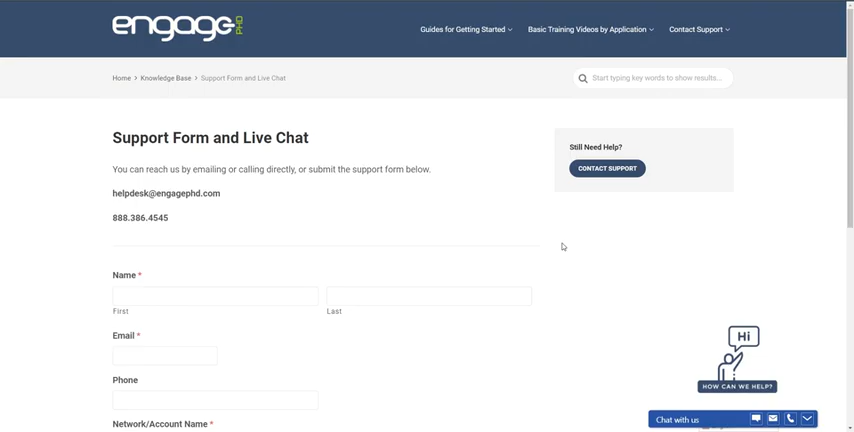 engage PHD
Guides for Getting Started
Basic Training Videos by Application
Contact Support
Home > Knowledge Base > Support Form and Live Chat
Start typing key words to show results...
Support Form and Live Chat
You can reach us by emailing or calling directly, or submit the support form below.
helpdesk@engagephd.com
888.386.4545
Still Need Help?
CONTACT SUPPORT
Name *
First
Last
Email *
Phone
Network/Account Name *
Hi
HOW CAN WE HELP?
Chat with us